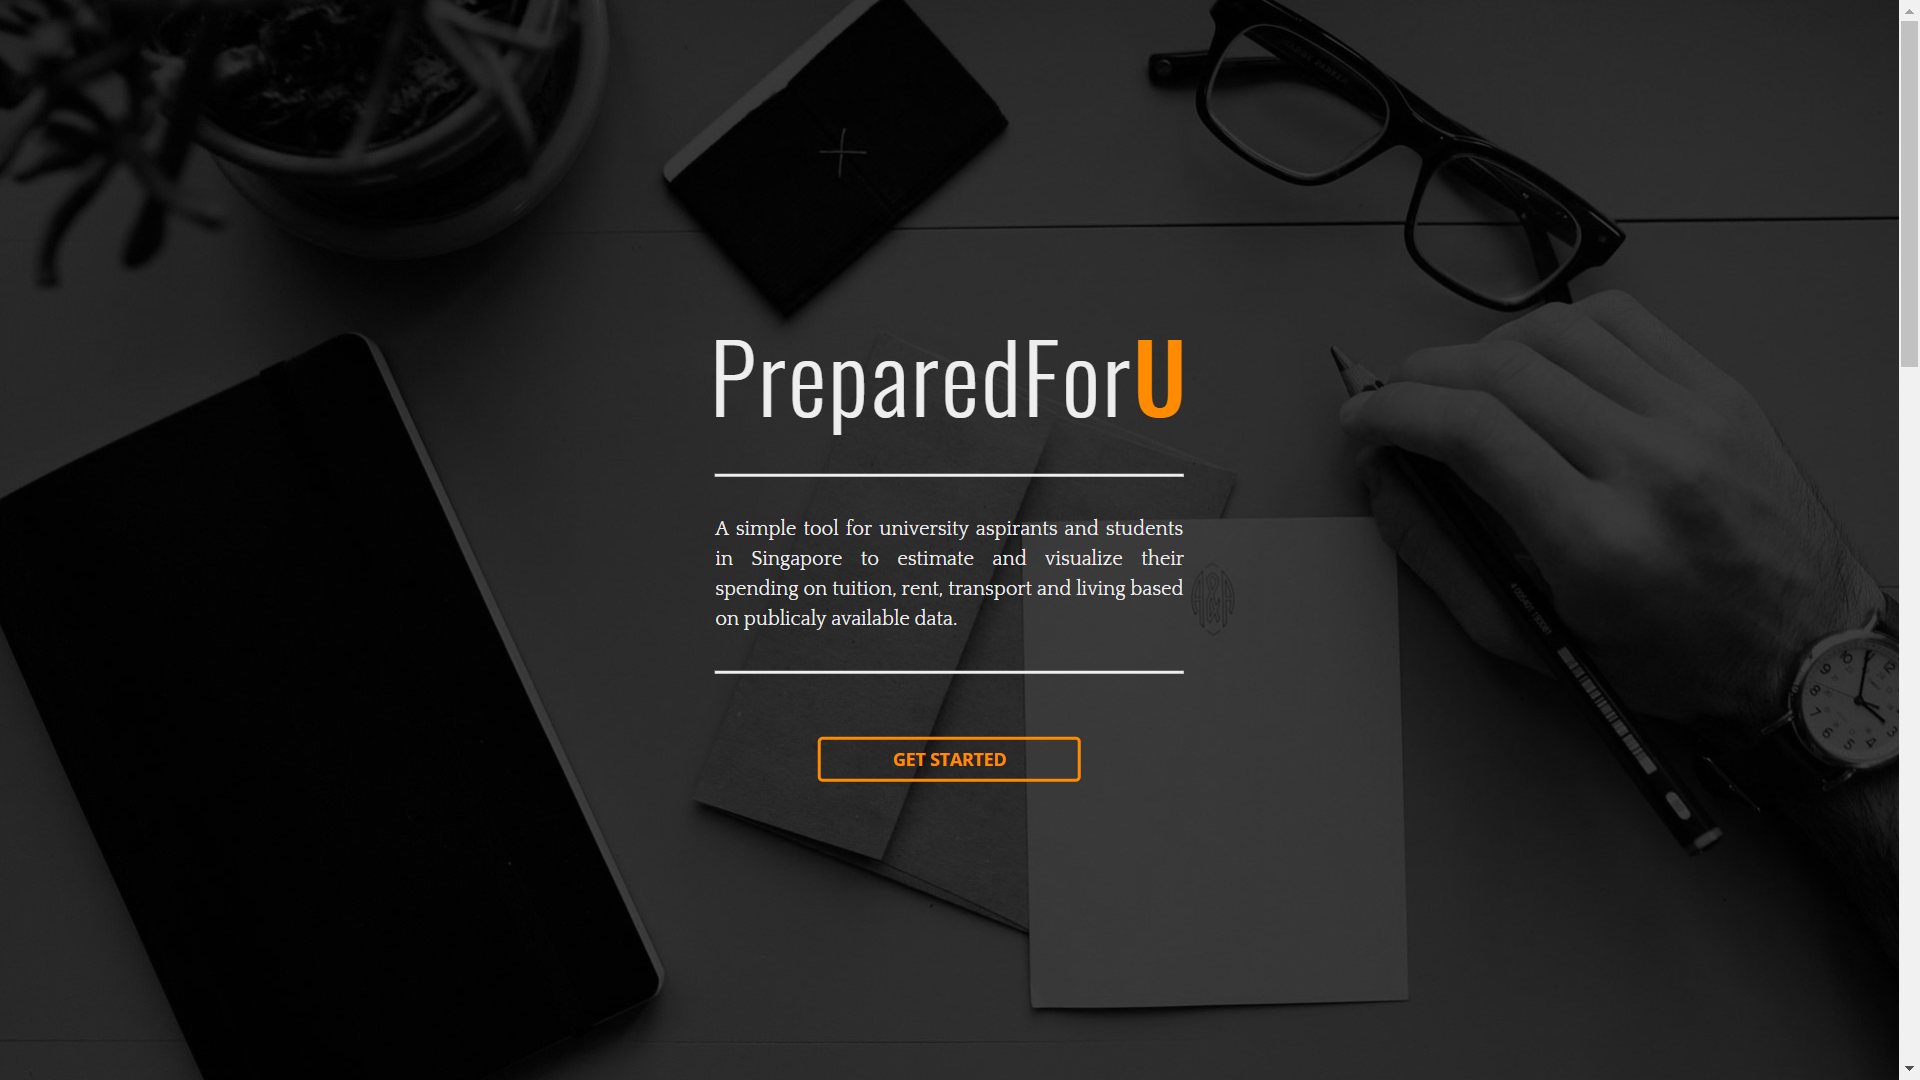 PreparedForU
A simple tool for university aspirants and students
in Singapore to estimate and visualize their
spending on tuition, rent, transport and living based
on publicaly available data.
GET STARTED